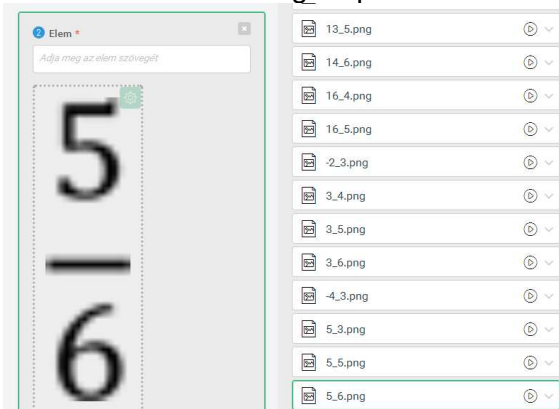 2 Elem *
Adja meg az elem szövegét
5
6
13_5.png
14_6.png
16_4.png
16_5.png
-2_3.png
3_4.png
3_5.png
3_6.png
-4_3.png
5_3.png
5_5.png
5_6.png